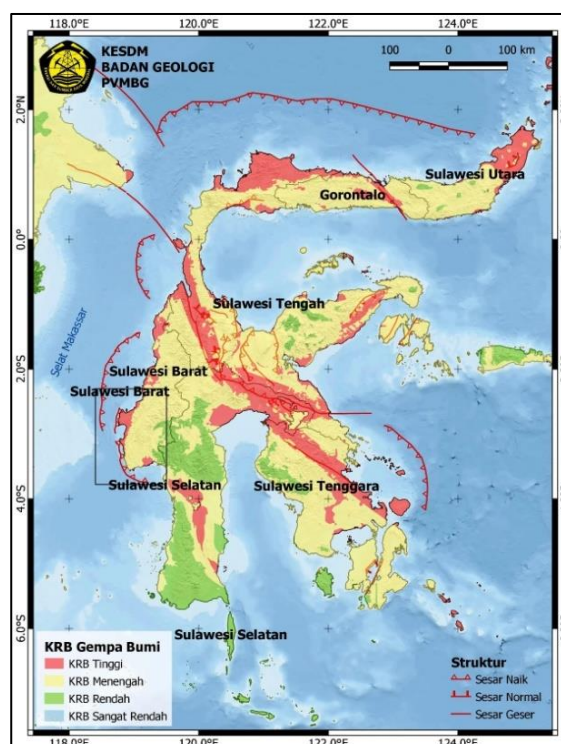 KESDM
BADAN GEOLOGI
PVMBG
118.0°E
120.0°E
122.0°E
124.0°E
100 0 100 km
2.0°N
0.0°
2.0°S
4.0°S
6.0°S
Sulawesi Utara
Gorontalo
Sulawesi Tengah
Selat Makassar
Sulawesi Barat
Sulawesi Barat
Sulawesi Selatan
Sulawesi Tenggara
Sulawesi Selatan
KRB Gempa Bumi
KRB Tinggi
KRB Menengah
KRB Rendah
KRB Sangat Rendah
Struktur
Sesar Naik
Sesar Normal
Sesar Geser
118.0°E
120.0°E
122.0°E
124.0°E